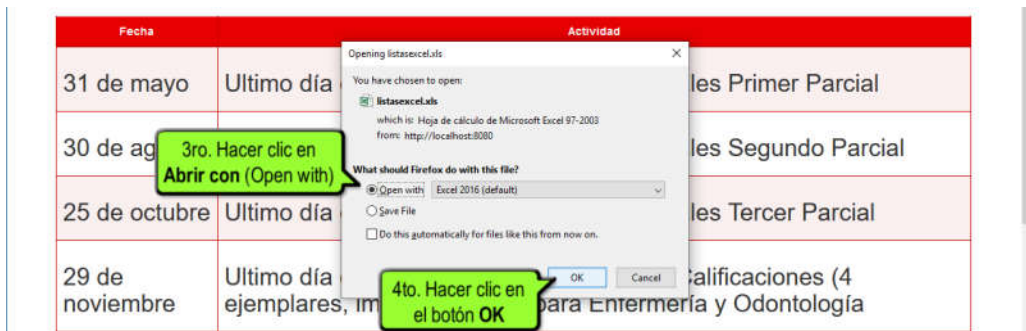 Fecha
Actividad
Opening listasexcel.xls
You have chosen to open:
listasexcel.xls
which is: Hoja de cálculo de Microsoft Excel 97-2003
from: http://localhost:8080
What should Firefox do with this file?
Open with Excel 2016 (default)
Save File
Do this automatically for files like this from now on.
OK Cancel
31 de mayo Ultimo día les Primer Parcial
30 de ag les Segundo Parcial
3ro. Hacer clic en
Abrir con (Open with)
25 de octubre Ultimo día les Tercer Parcial
29 de Ultimo día Calificaciones (4
noviembre ejemplares, para Enfermería y Odontología
4to. Hacer clic en
el botón OK